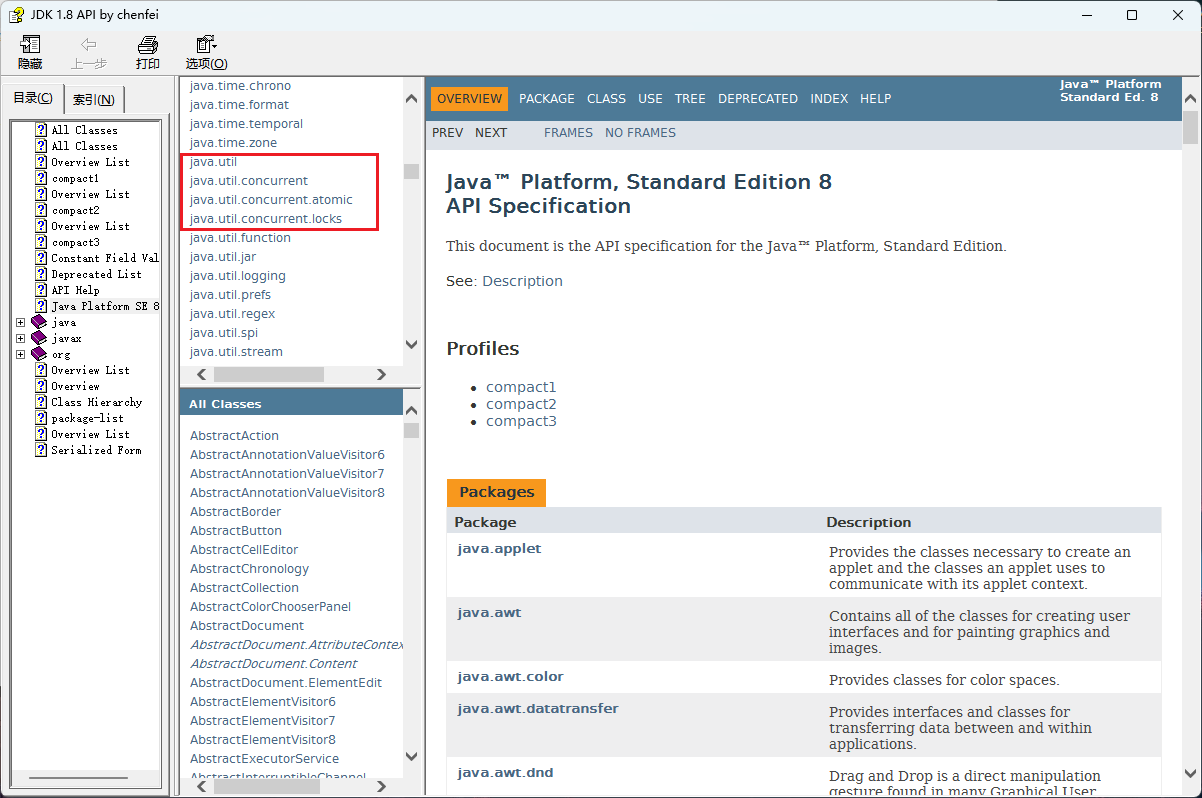 JDK 1.8 API by chenfei
隐藏 上一步 打印 选项(O)
目录(C) 索引(N)
All Classes
All Classes
Overview List
compact1
Overview List
compact2
Overview List
compact3
Constant Field Val
Deprecated List
API Help
Java Platform SE 8
java
javax
org
Overview List
Overview
Class Hierarchy
package-list
Overview List
Serialized Form
java.time.chrono
java.time.format
java.time.temporal
java.time.zone
java.util
java.util.concurrent
java.util.concurrent.atomic
java.util.concurrent.locks
java.util.function
java.util.jar
java.util.logging
java.util.prefs
java.util.regex
java.util.spi
java.util.stream
All Classes
AbstractAction
AbstractAnnotationValueVisitor6
AbstractAnnotationValueVisitor7
AbstractAnnotationValueVisitor8
AbstractBorder
AbstractButton
AbstractCellEditor
AbstractChronology
AbstractCollection
AbstractColorChooserPanel
AbstractDocument
AbstractDocument.AttributeContex
AbstractDocument.Content
AbstractDocument.ElementEdit
AbstractElementVisitor6
AbstractElementVisitor7
AbstractElementVisitor8
AbstractExecutorService
AbstractInterruptibleChannel
OVERVIEW PACKAGE CLASS USE TREE DEPRECATED INDEX HELP
Java™ Platform
Standard Ed. 8
PREV NEXT FRAMES NO FRAMES
Java™ Platform, Standard Edition 8
API Specification
This document is the API specification for the Java™ Platform, Standard Edition.
See: Description
Profiles
compact1
compact2
compact3
Packages
Package Description
java.applet
Provides the classes necessary to create an
applet and the classes an applet uses to
communicate with its applet context.
java.awt
Contains all of the classes for creating user
interfaces and for painting graphics and
images.
java.awt.color
Provides classes for color spaces.
java.awt.datatransfer
Provides interfaces and classes for
transferring data between and within
applications.
java.awt.dnd
Drag and Drop is a direct manipulation
gesture found in many Graphical User